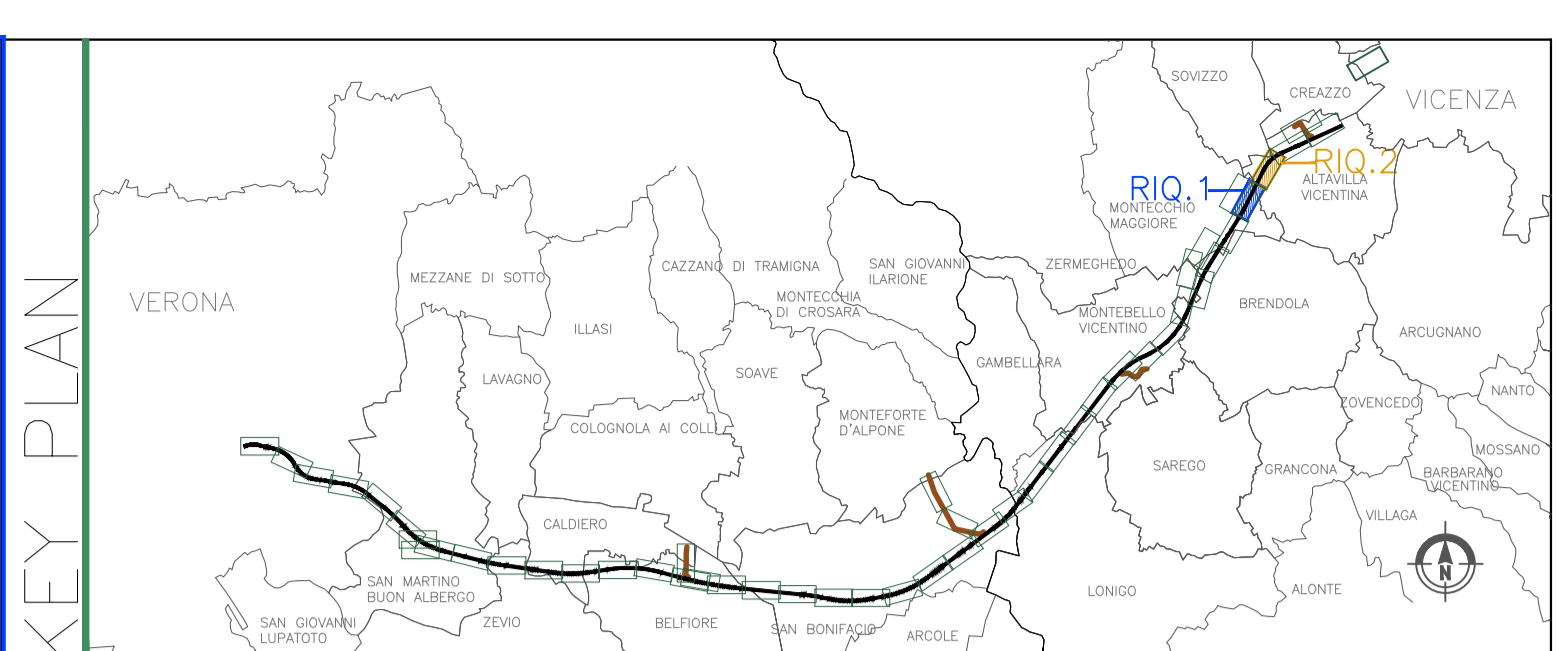 KEY PLAN
SOVIZZO
CREAZZO
VICENZA
RIQ.2
RIQ.1
ALTAVILLA
VICENTINA
MONTECCHIO
MAGGIORE
MEZZANE DI SOTTO
CAZZANO DI TRAMIGNA
SAN GIOVANNI
ILARIONE
ZERMEGHEDO
VERONA
MONTECCHIA
DI CROSARA
BRENDOLA
MONTEBELLO
VICENTINO
ILLASI
ARCUGNANO
GAMBELLARA
LAVAGNO
SOAVE
NANTO
ZOVENCEDO
MONTEFORTE
D'ALPONE
COLOGNOLA AI COLLI
MOSSANO
SAREGO
GRANCONA
BARBARANO
VICENTINO
VILLAGA
CALDIERO
N
SAN MARTINO
BUON ALBERGO
LONIGO
ALONTE
SAN GIOVANNI
LUPATOTO
ZEVIO
BELFIORE
SAN BONIFACIO
ARCOLE